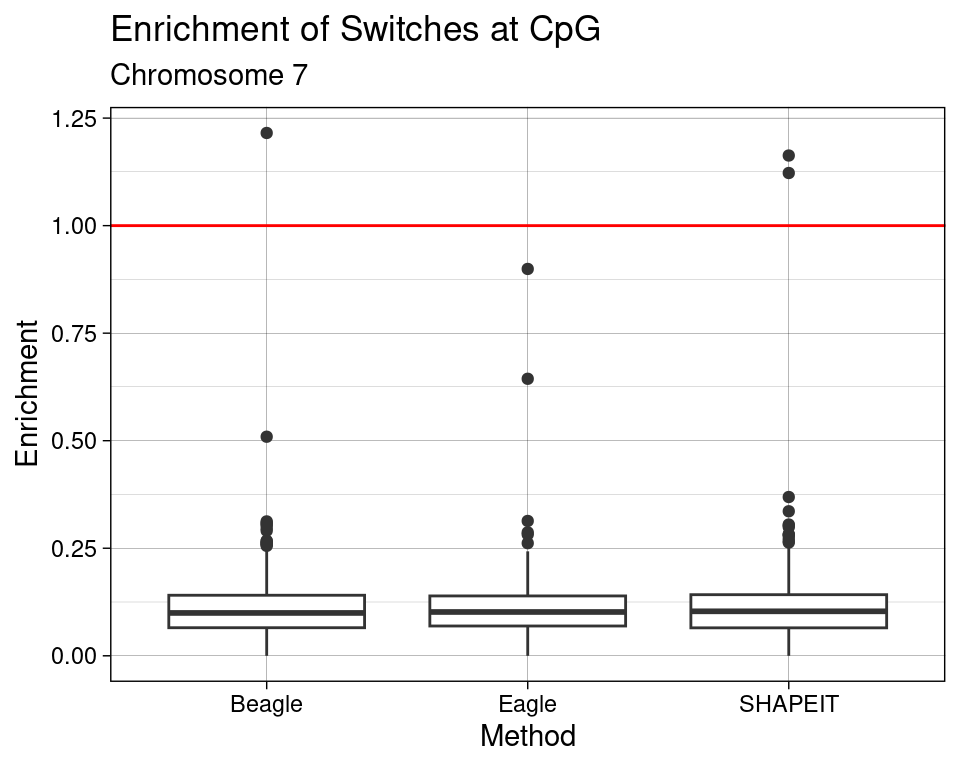 Enrichment of Switches at CpG
Chromosome 7
Enrichment
1.25
1.00
0.75
0.50
0.25
0.00
Beagle Eagle SHAPEIT
Method